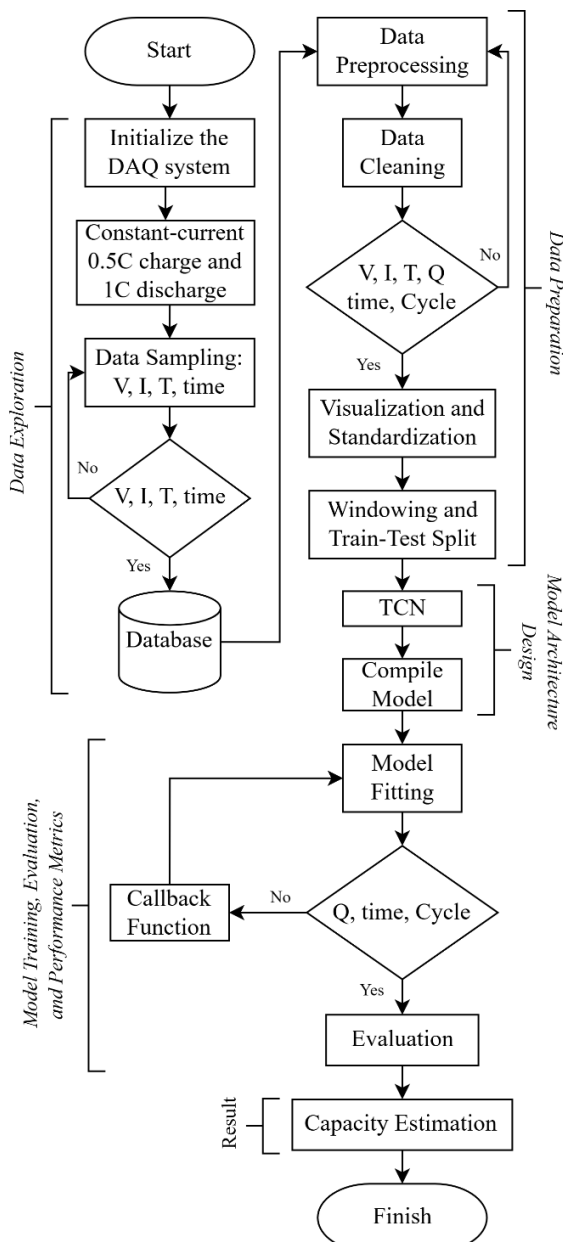 Start
Initialize the
DAQ system
Constant-current
0.5C charge and
1C discharge
Data Sampling:
V, I, T, time
No
V, I, T, time
Yes
Database
Data Exploration
Data
Preprocessing
Data
Cleaning
No
V, I, T, Q
time, Cycle
Yes
Visualization and
Standardization
Windowing and
Train-Test Split
Data Preparation
TCN
Compile
Model
Model Architecture
Design
Model
Fitting
Callback
Function
No
Q, time, Cycle
Yes
Evaluation
Model Training, Evaluation,
and Performance Metrics
Capacity Estimation
Result
Finish